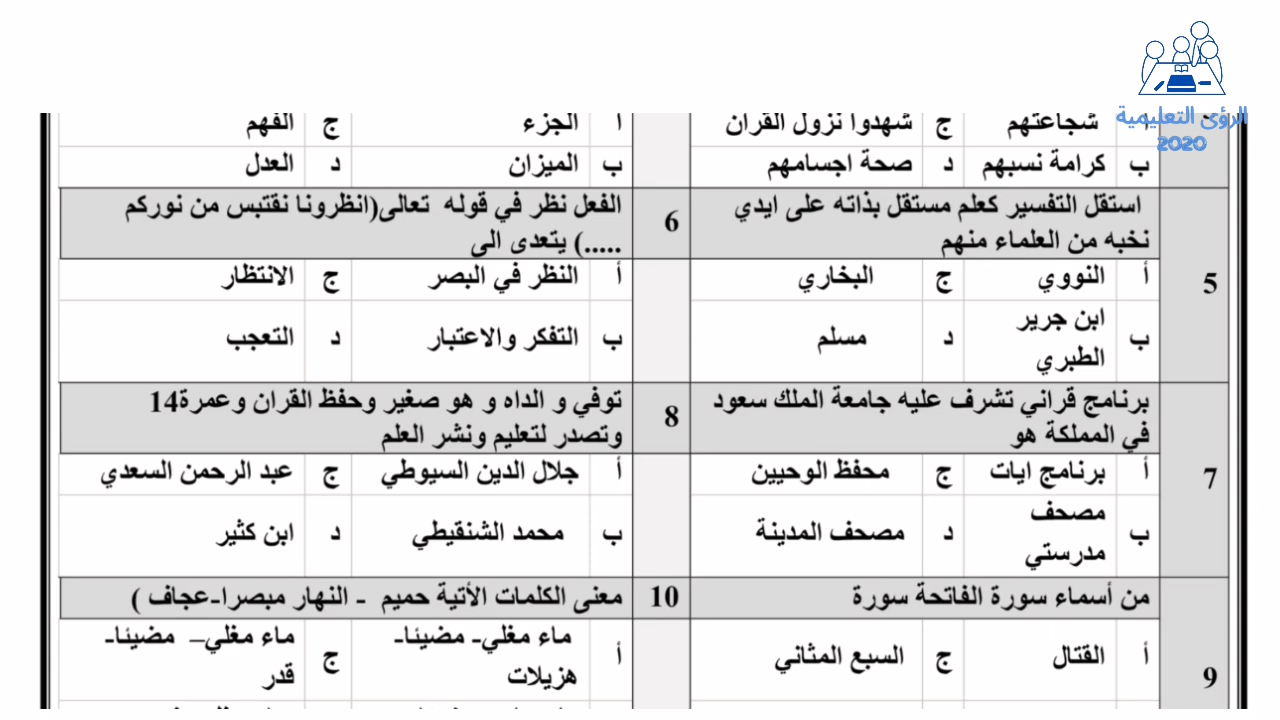 الرؤى التعليمية
2020
أ شجاعتهم ج شهدوا نزول القران
أ الجزء ج الفهم
ب كرامة نسبهم د صحة اجسامهم
ب الميزان د العدل
5
استقل التفسير كعلم مستقل بذاته على ايدي
نخبه من العلماء منهم
أ النووي ج البخاري
ب ابن جرير
الطبري
د مسلم
6
الفعل نظر في قوله تعالى(انظرونا نقتبس من نوركم
.....) يتعدى الى
أ النظر في البصر ج الانتظار
ب التفكر والاعتبار د التعجب
7
برنامج قراني تشرف عليه جامعة الملك سعود
في المملكة هو
أ برنامج ايات ج محفظ الوحيين
ب مصحف
مدرستي
د مصحف المدينة
8
توفي و الداه و هو صغير وحفظ القران وعمرة14
وتصدر لتعليم ونشر العلم
أ جلال الدين السيوطي ج عبد الرحمن السعدي
ب محمد الشنقيطي د ابن كثير
9
من أسماء سورة الفاتحة سورة
أ القتال ج السبع المثاني
10
معنى الكلمات الأتية حميم - النهار مبصرا-عجاف )
أ ماء مغلي- مضيئا-
هزيلات
ج ماء مغلي– مضيئا-
قدر